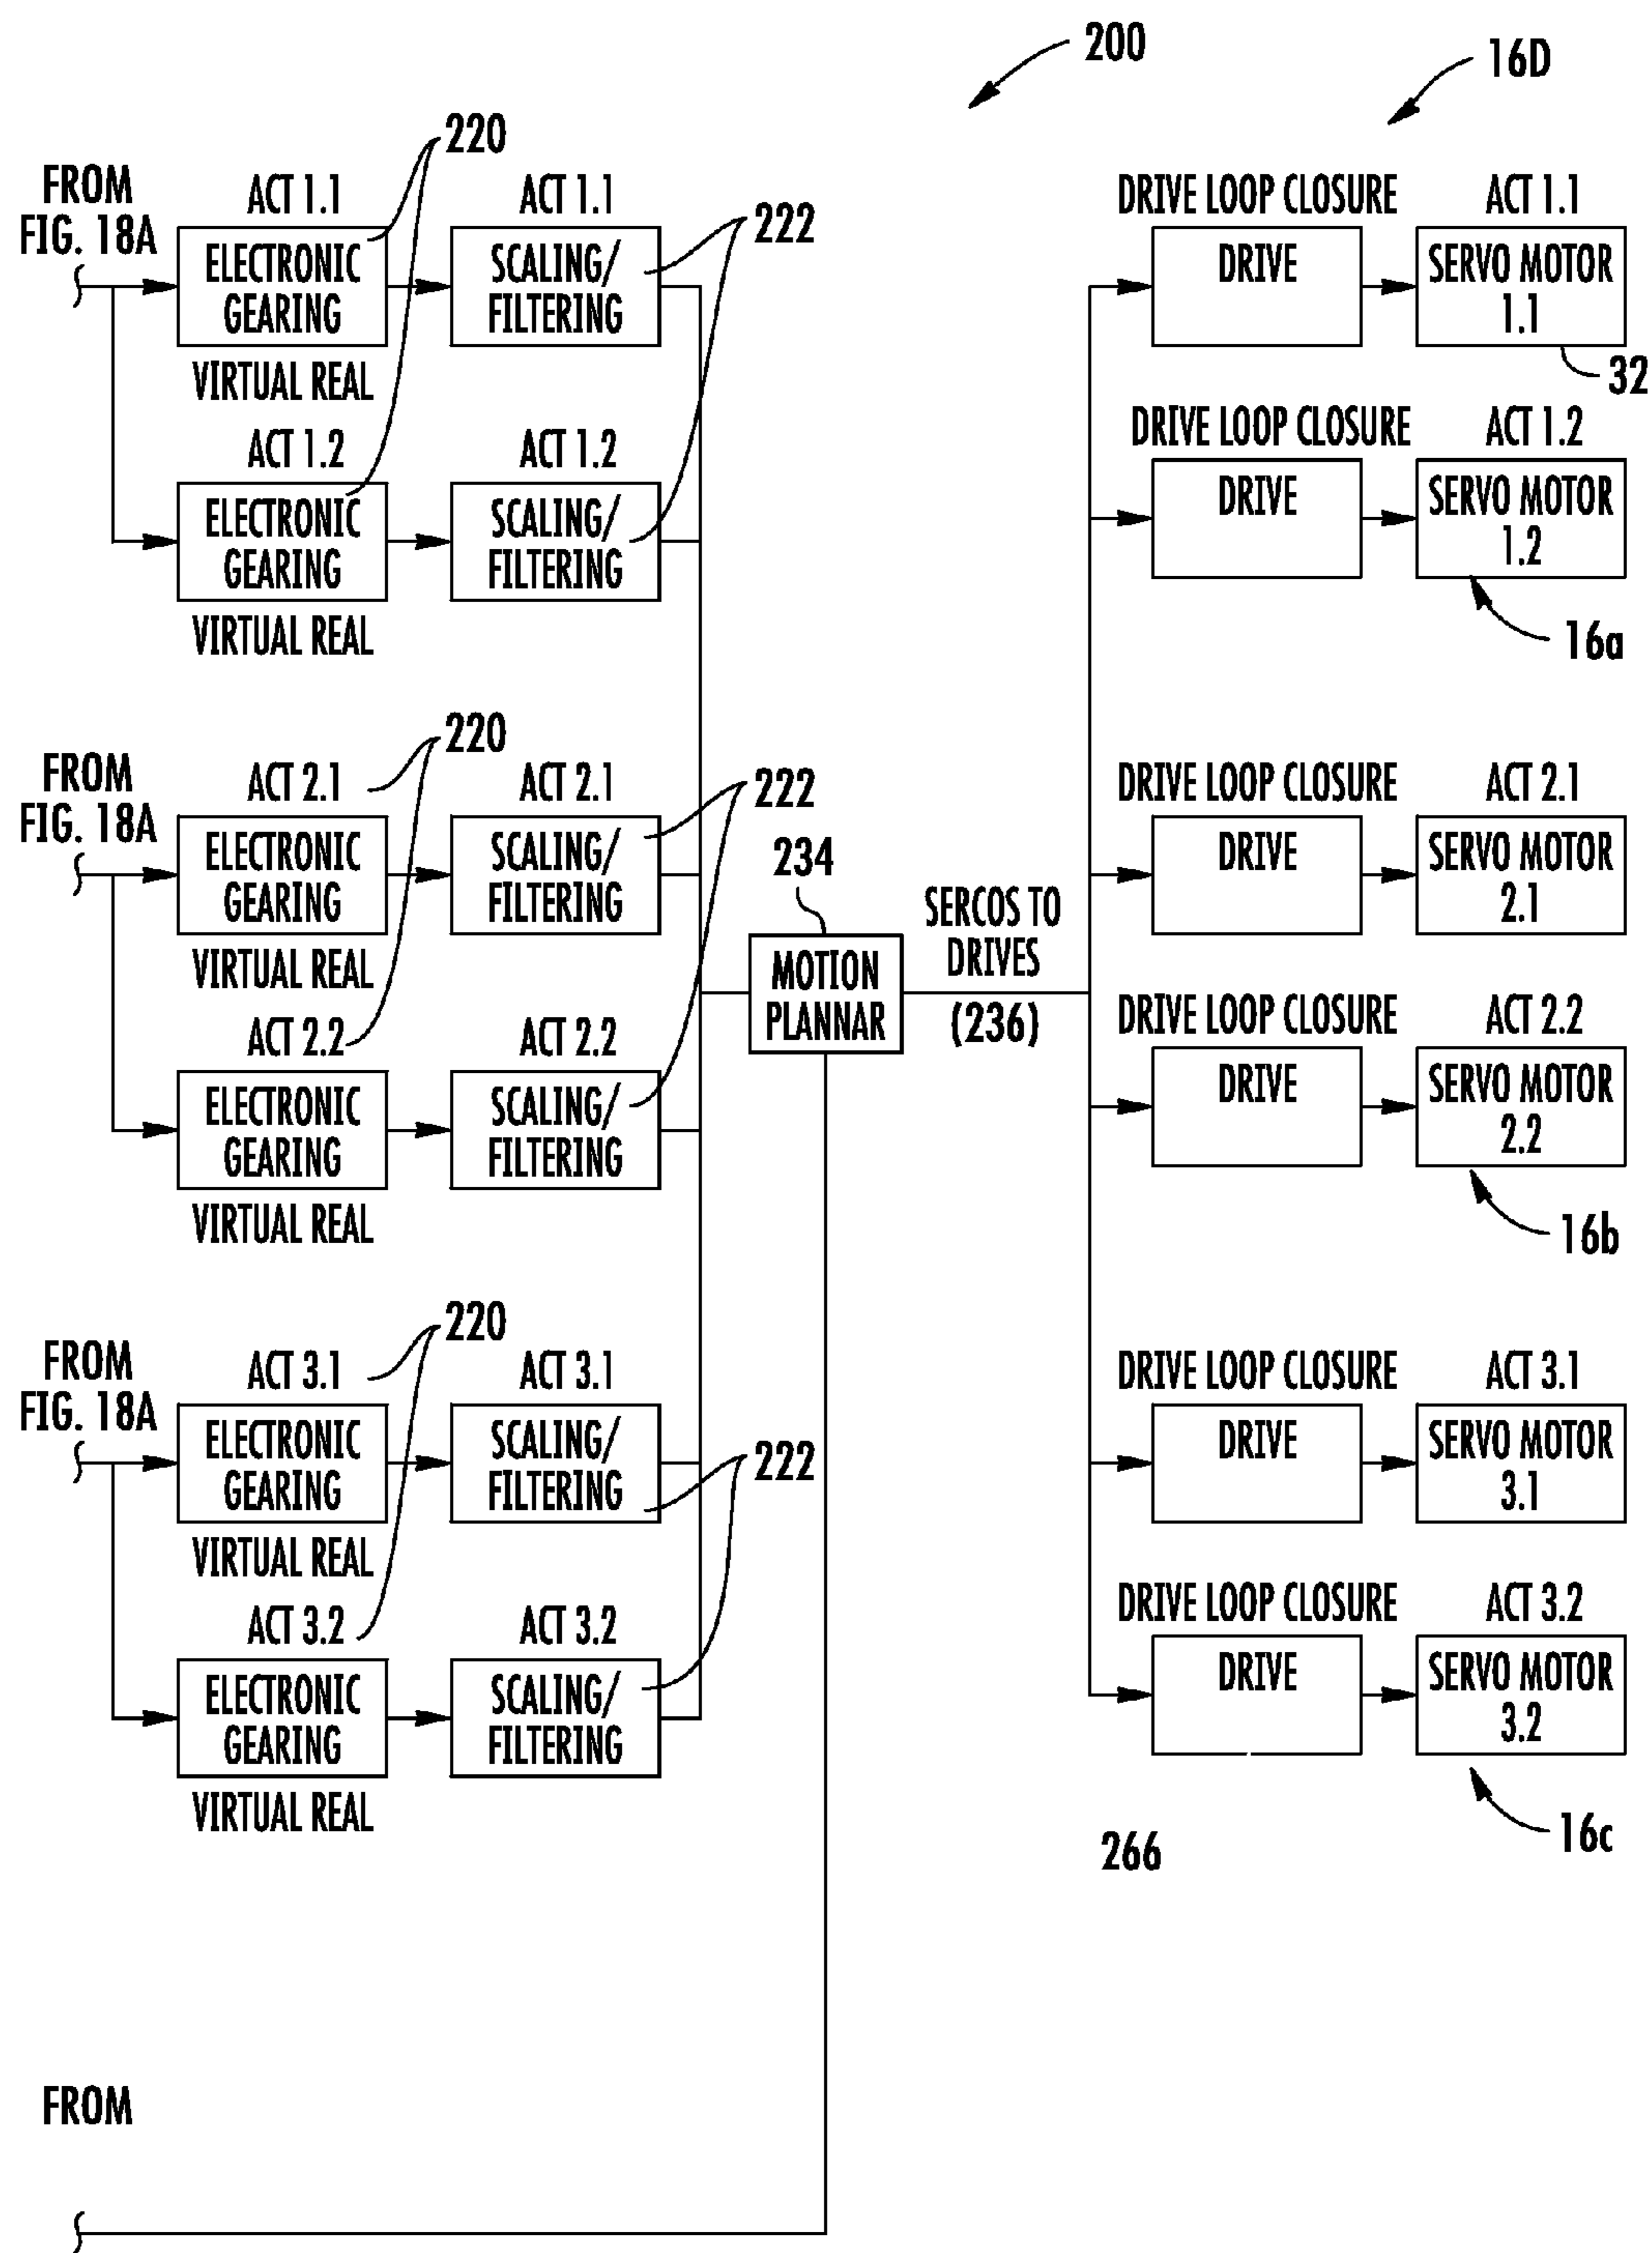 200
16D
220
FROM
FIG. 18A
ACT 1.1
ELECTRONIC
GEARING
VIRTUAL REAL
ACT 1.1
SCALING/
FILTERING
222
ACT 1.2
ELECTRONIC
GEARING
VIRTUAL REAL
ACT 1.2
SCALING/
FILTERING
220
FROM
FIG. 18A
ACT 2.1
ELECTRONIC
GEARING
VIRTUAL REAL
ACT 2.1
SCALING/
FILTERING
222
ACT 2.2
ELECTRONIC
GEARING
VIRTUAL REAL
ACT 2.2
SCALING/
FILTERING
220
FROM
FIG. 18A
ACT 3.1
ELECTRONIC
GEARING
VIRTUAL REAL
ACT 3.1
SCALING/
FILTERING
222
ACT 3.2
ELECTRONIC
GEARING
VIRTUAL REAL
ACT 3.2
SCALING/
FILTERING
234
MOTION
PLANNAR
SERCOS TO
DRIVES
(236)
DRIVE LOOP CLOSURE
DRIVE
ACT 1.1
SERVO MOTOR
1.1
32
DRIVE LOOP CLOSURE
DRIVE
ACT 1.2
SERVO MOTOR
1.2
16a
DRIVE LOOP CLOSURE
DRIVE
ACT 2.1
SERVO MOTOR
2.1
DRIVE LOOP CLOSURE
DRIVE
ACT 2.2
SERVO MOTOR
2.2
16b
DRIVE LOOP CLOSURE
DRIVE
ACT 3.1
SERVO MOTOR
3.1
DRIVE LOOP CLOSURE
DRIVE
ACT 3.2
SERVO MOTOR
3.2
16c
266
FROM